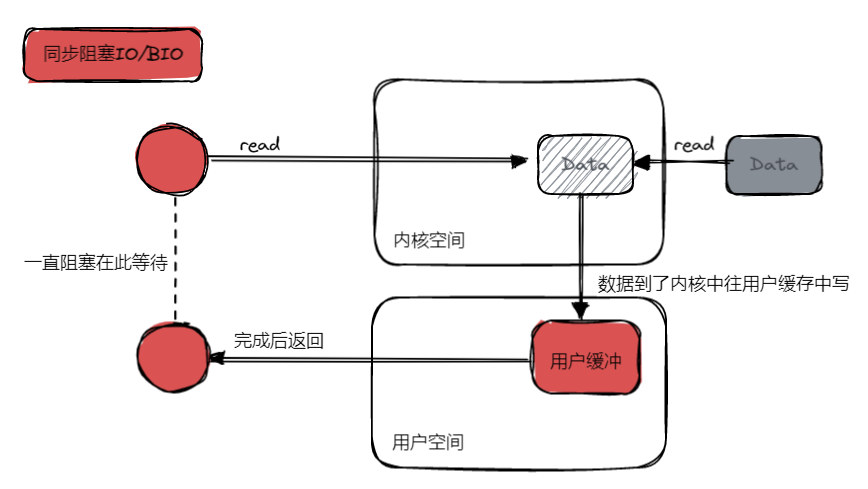 同步阻塞IO/BIO
read
Data
read
Data
内核空间
一直阻塞在此等待
数据到了内核中往用户缓存中写
完成后返回
用户缓冲
用户空间